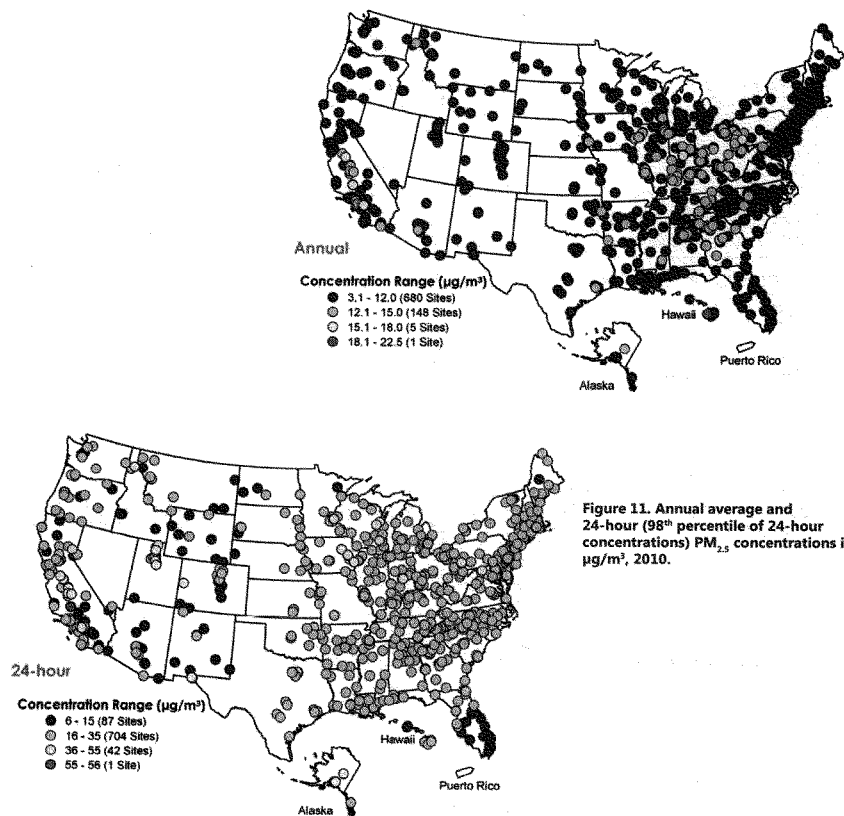 Annual
Concentration Range (µg/m³)
3.1 - 12.0 (680 Sites)
12.1 - 15.0 (148 Sites)
15.1 - 18.0 (5 Sites)
18.1 - 22.5 (1 Site)
Hawaii
Puerto Rico
Alaska
Figure 11. Annual average and
24-hour (98th percentile of 24-hour
concentrations) PM2.5 concentrations i
µg/m³, 2010.
24-hour
Concentration Range (µg/m³)
6 - 15 (87 Sites)
16 - 35 (704 Sites)
36 - 55 (42 Sites)
55 - 56 (1 Site)
Hawaii
Puerto Rico
Alaska